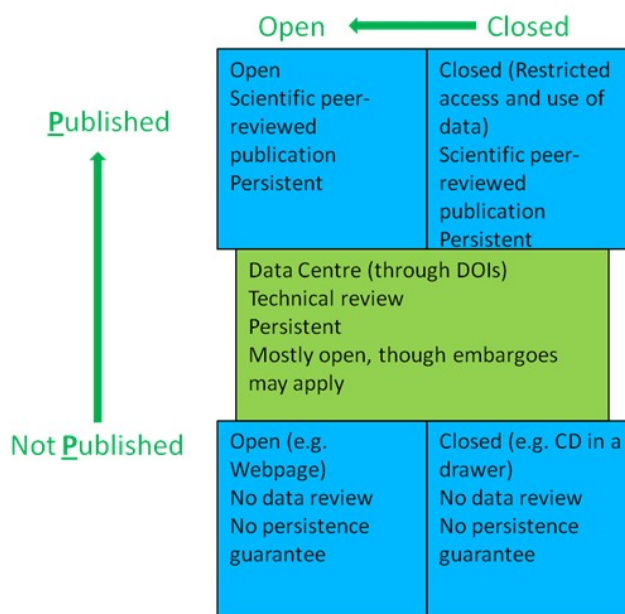 Open
Closed
Published
Open
Scientific peer-
reviewed
publication
Persistent
Closed (Restricted
access and use of
data)
Scientific peer-
reviewed
publication
Persistent
Data Centre (through DOIs)
Technical review
Persistent
Mostly open, though embargoes
may apply
Not Published
Open (e.g.
Webpage)
No data review
No persistence
guarantee
Closed (e.g. CD in a
drawer)
No data review
No persistence
guarantee